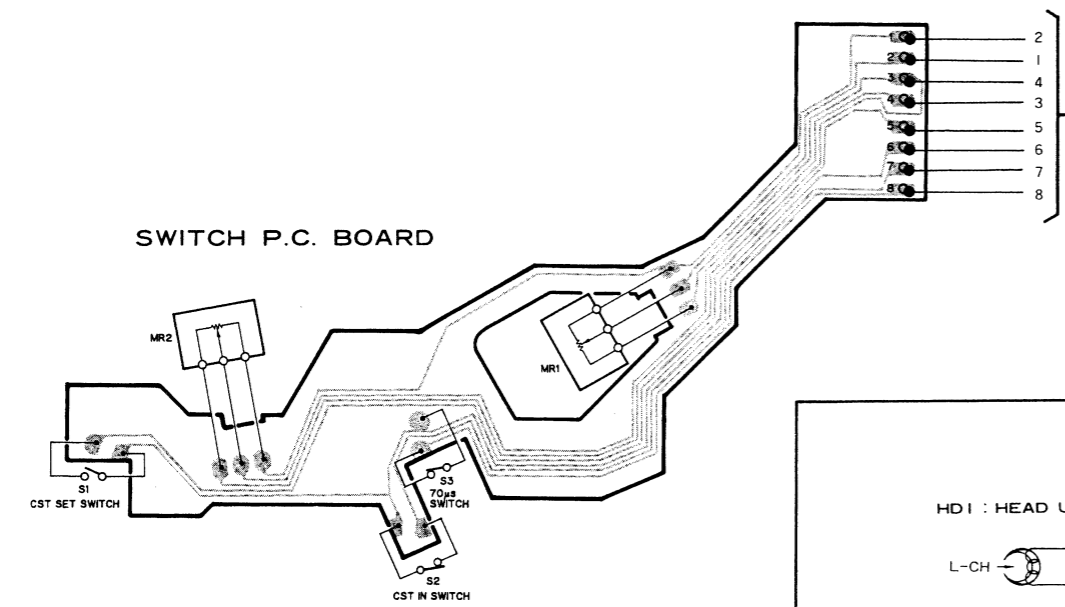 1 2
2 1
3 4
4 3
5 5
6 6
7 7
8 8
SWITCH P.C. BOARD
MR2
MR1
S1
CST SET SWITCH
S3
70μs
SWITCH
S2
CST IN SWITCH
HD1 : HEAD U
L-CH